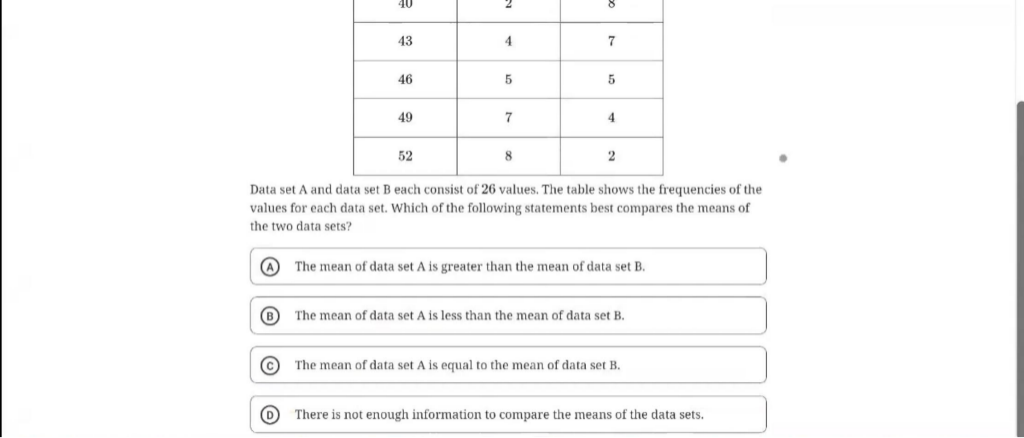 40 2 8
43 4 7
46 5 5
49 7 4
52 8 2
Data set A and data set B each consist of 26 values. The table shows the frequencies of the
values for each data set. Which of the following statements best compares the means of
the two data sets?
A The mean of data set A is greater than the mean of data set B.
B The mean of data set A is less than the mean of data set B.
C The mean of data set A is equal to the mean of data set B.
D There is not enough information to compare the means of the data sets.